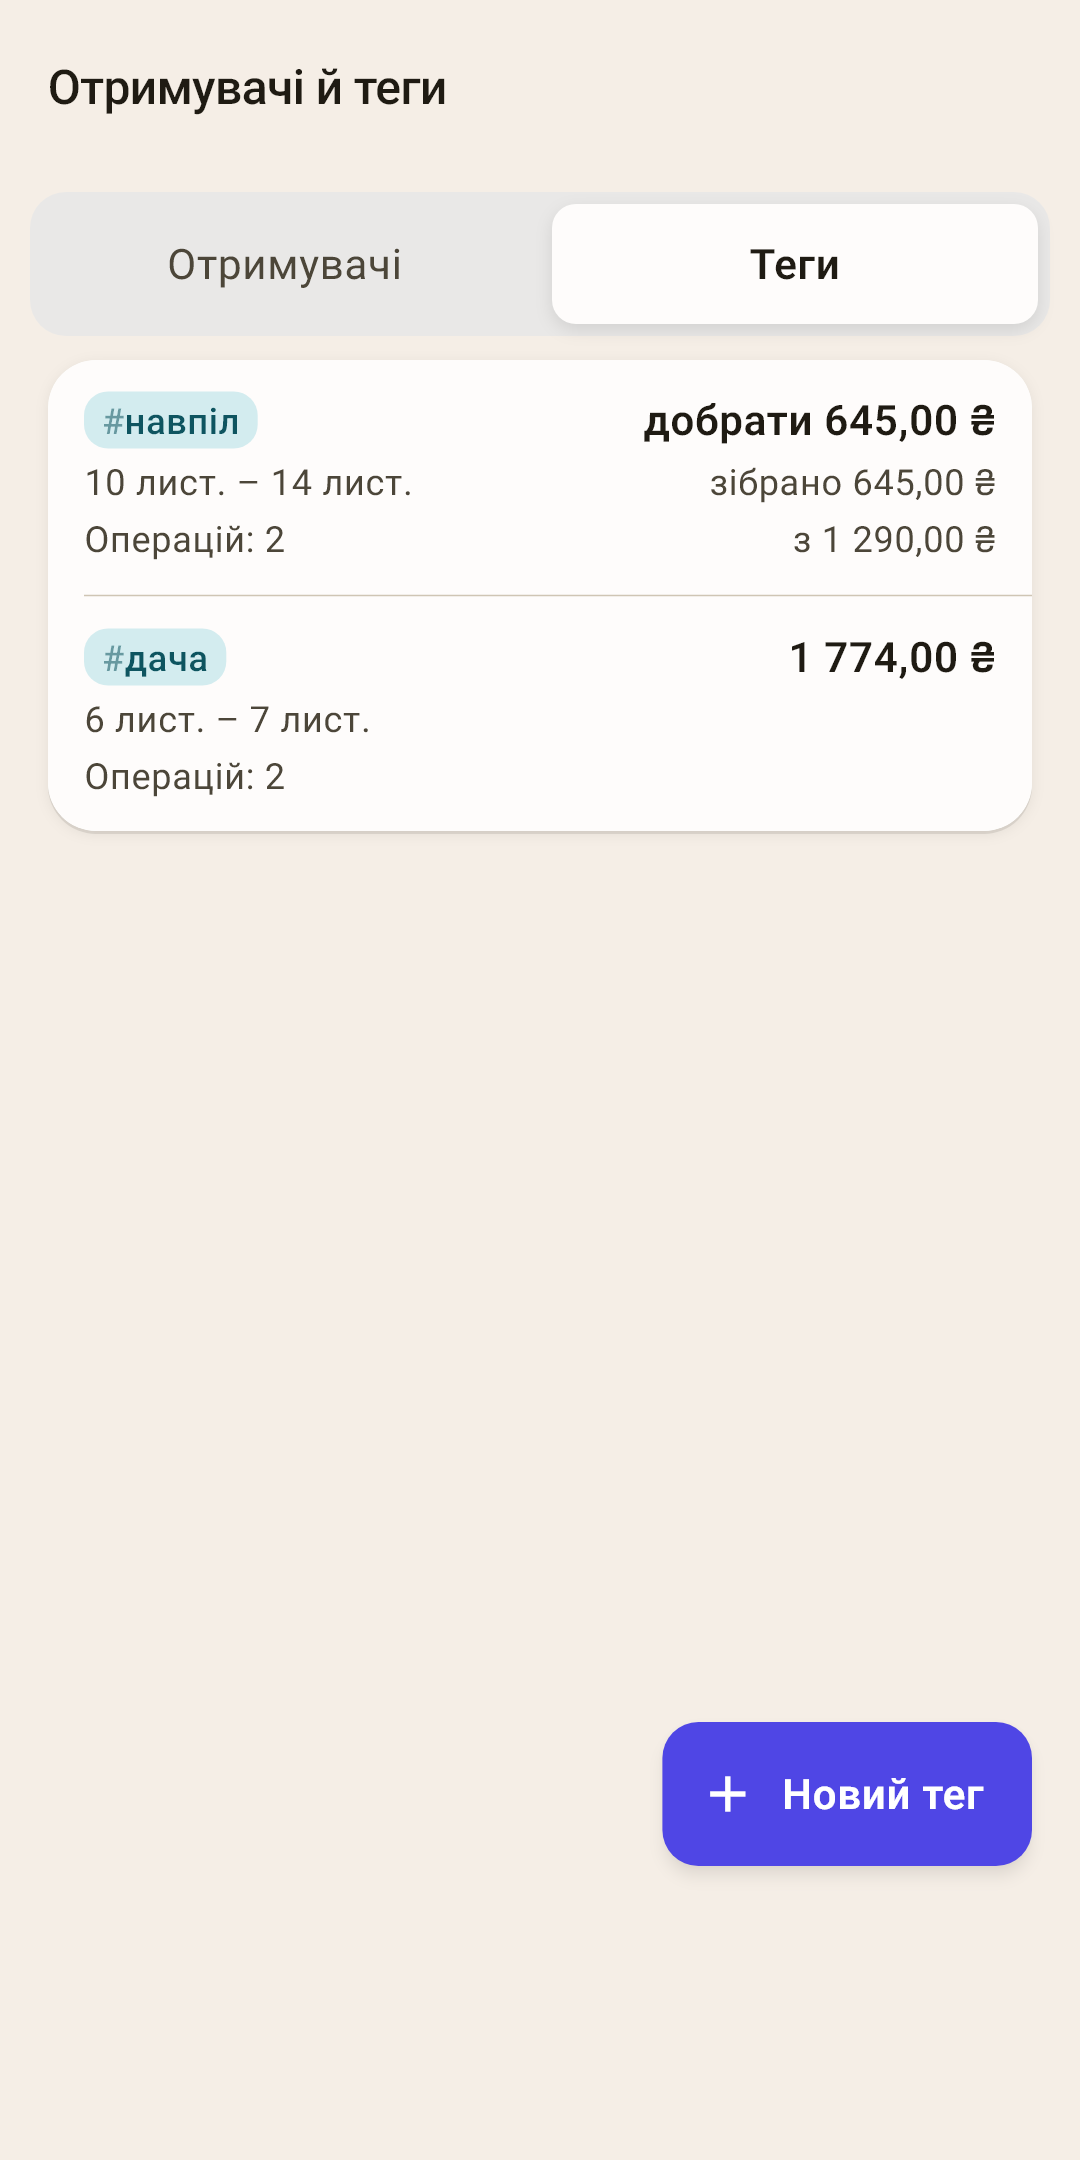 Отримувачі й теги
Отримувачі
Теги
#навпіл
добрати 645,00 ₴
10 лист. – 14 лист.
зібрано 645,00 ₴
Операцій: 2
з 1 290,00 ₴
#дача
1 774,00 ₴
6 лист. – 7 лист.
Операцій: 2
+ Новий тег